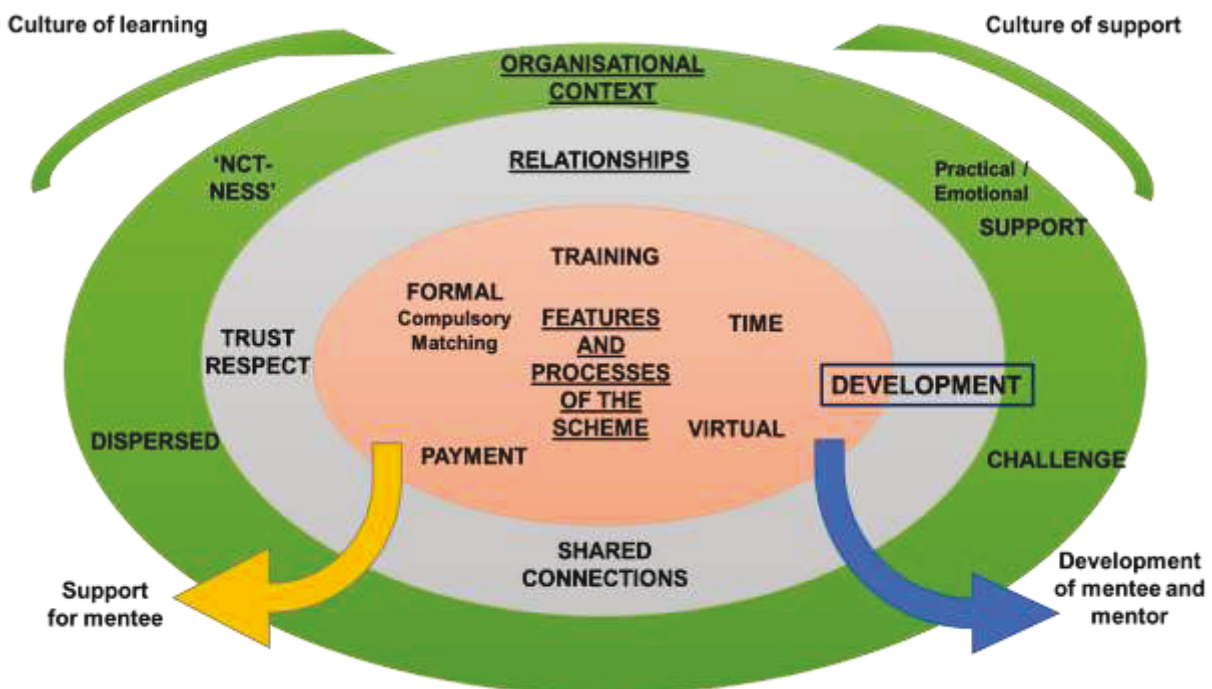 Culture of learning
Culture of support
ORGANISATIONAL
CONTEXT
'NCT-
NESS'
RELATIONSHIPS
Practical /
Emotional
SUPPORT
TRAINING
FORMAL
Compulsory
Matching
FEATURES
AND
PROCESSES
OF THE
SCHEME
TIME
TRUST
RESPECT
DEVELOPMENT
DISPERSED
PAYMENT
VIRTUAL
CHALLENGE
SHARED
CONNECTIONS
Support
for mentee
Development
of mentee and
mentor